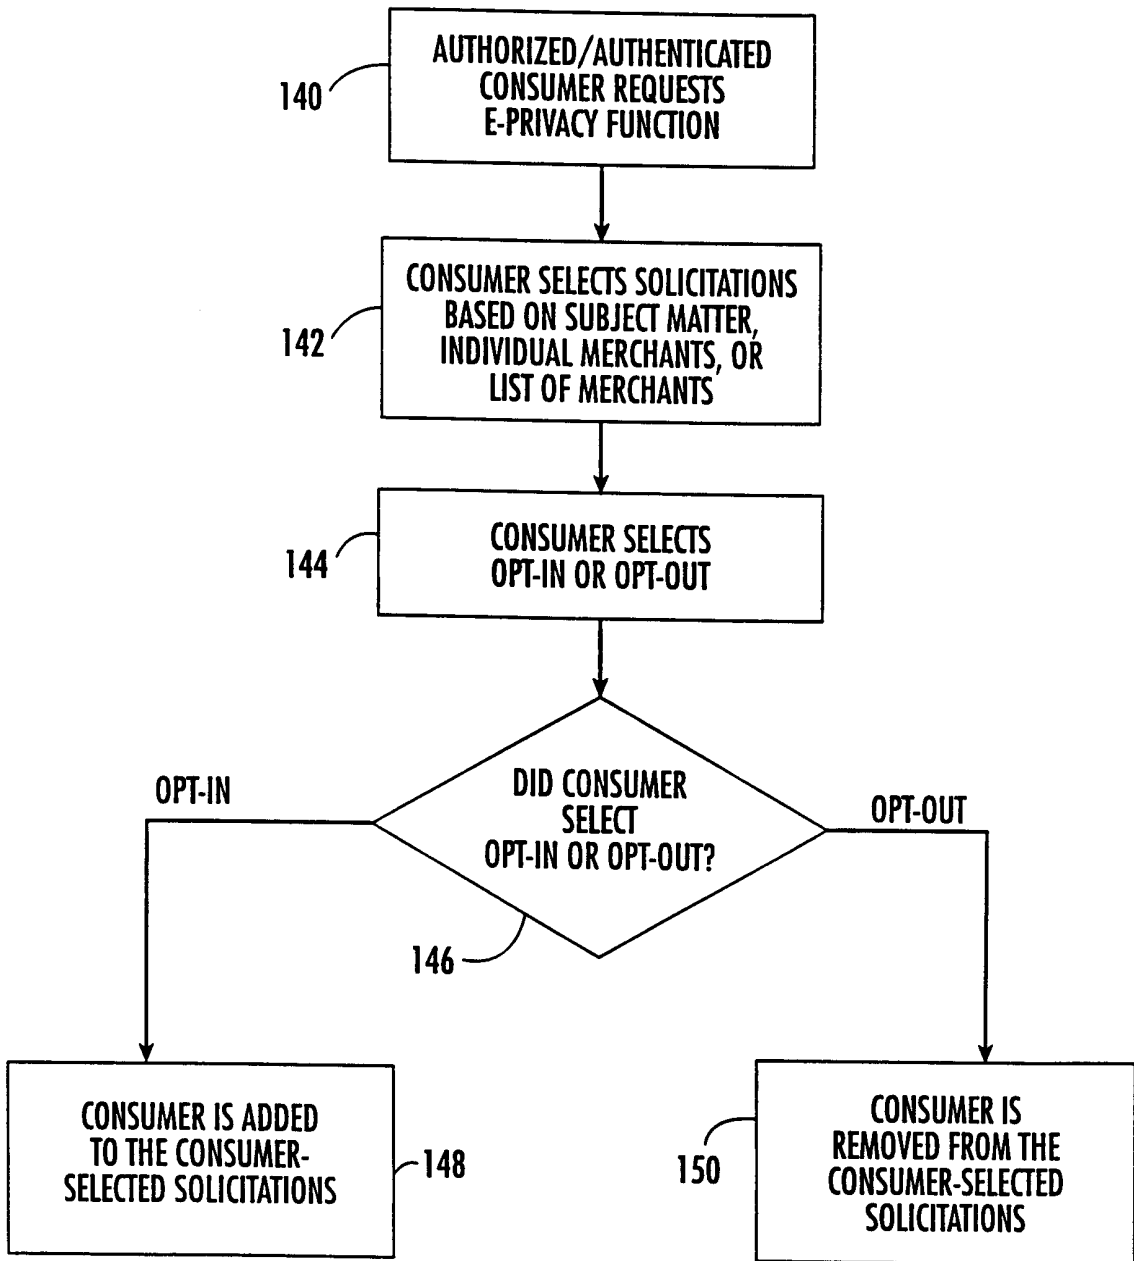 AUTHORIZED/AUTHENTICATED
CONSUMER REQUESTS
E-PRIVACY FUNCTION
140
CONSUMER SELECTS SOLICITATIONS
BASED ON SUBJECT MATTER,
INDIVIDUAL MERCHANTS, OR
LIST OF MERCHANTS
142
CONSUMER SELECTS
OPT-IN OR OPT-OUT
144
DID CONSUMER
SELECT
OPT-IN OR OPT-OUT?
146
OPT-IN
OPT-OUT
CONSUMER IS ADDED
TO THE CONSUMER-
SELECTED SOLICITATIONS
148
CONSUMER IS
REMOVED FROM THE
CONSUMER-SELECTED
SOLICITATIONS
150